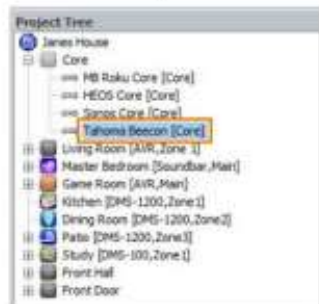 Project Tree
James House
Core
MB Roku Core [Core]
HEOS Core [Core]
Sonos Core [Core]
Tahoma Beecon [Core]
Living Room [AVR,Zone 1]
Master Bedroom [Soundbar,Main]
Game Room [AVR,Main]
Kitchen [DMS-1200,Zone1]
Dining Room [DMS-1200,Zone2]
Patio [DMS-1200,Zone3]
Study [DMS-100,Zone1]
Front Hall
Front Door